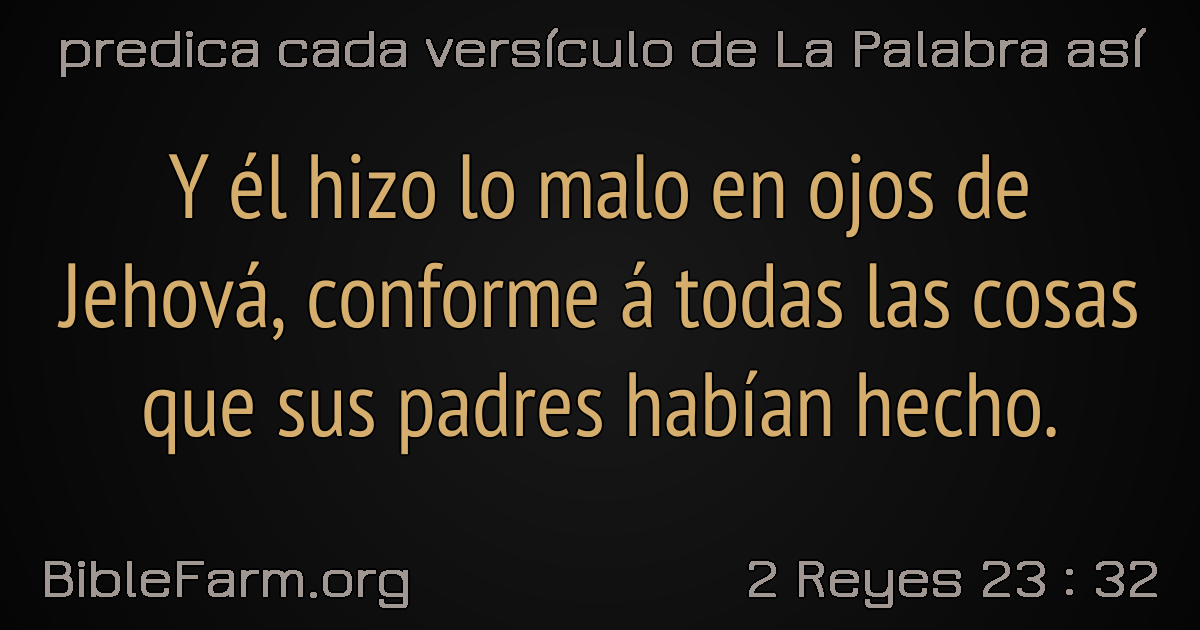 predica cada versículo de La Palabra así
Y él hizo lo malo en ojos de
Jehová, conforme á todas las cosas
que sus padres habían hecho.
BibleFarm.org
2 Reyes 23 : 32